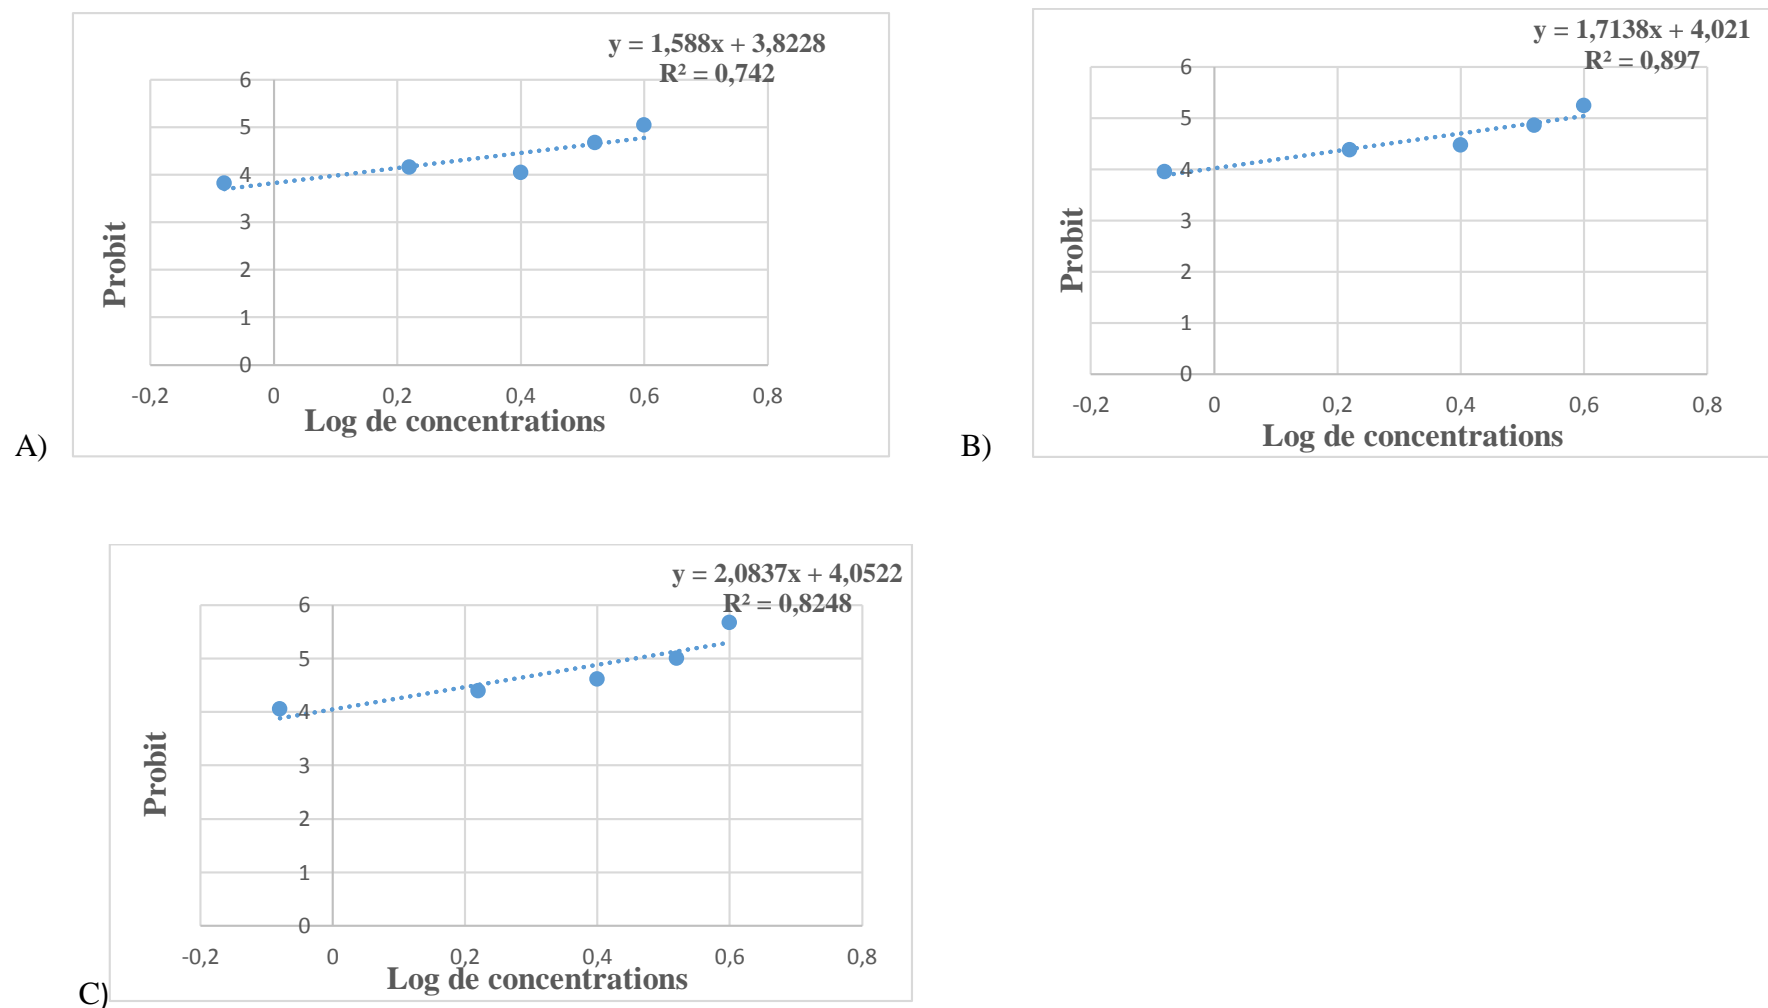 y = 1,588x + 3,8228
R² = 0,742
6
5
4
3
2
1
0
-0,2 0 0,2 0,4 0,6 0,8
Probit
Log de concentrations
A)
y = 1,7138x + 4,021
R² = 0,897
6
5
4
3
2
1
0
-0,2 0 0,2 0,4 0,6 0,8
Probit
Log de concentrations
B)
y = 2,0837x + 4,0522
R² = 0,8248
6
5
4
3
2
1
0
-0,2 0 0,2 0,4 0,6 0,8
Probit
Log de concentrations
C)